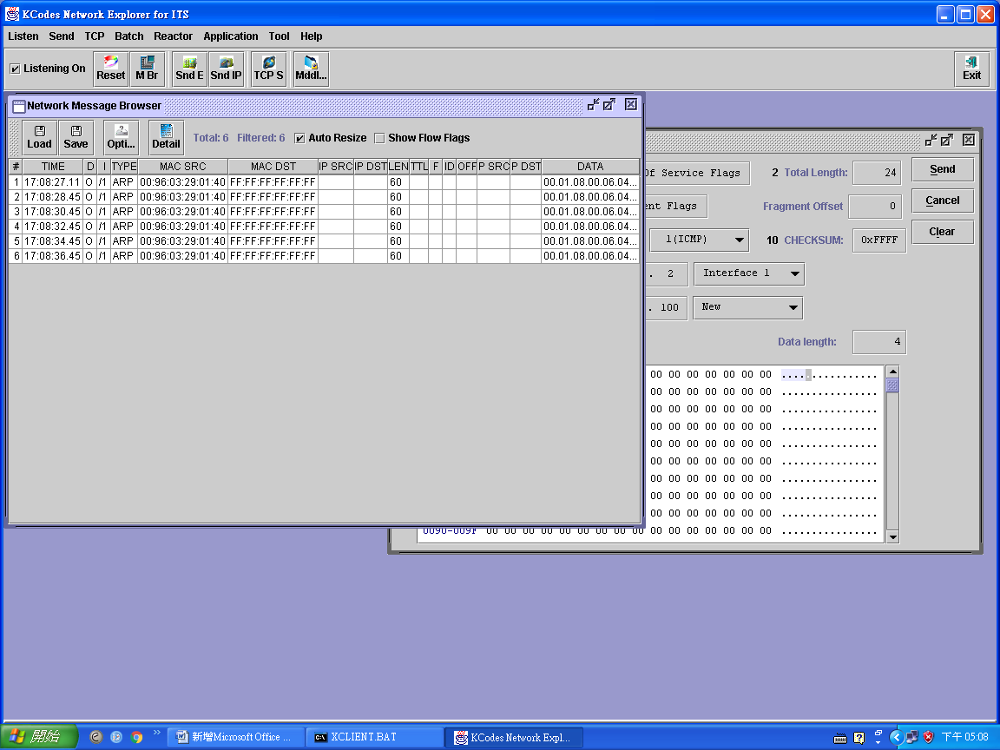 KCodes Network Explorer for ITS
Listen Send TCP Batch Reactor Application Tool Help
Listening On Reset M Br Snd E Snd IP TCP S Mddl... Exit
Network Message Browser
Load Save Opti... Detail Total: 6 Filtered: 6 Auto Resize Show Flow Flags
# TIME D I TYPE MAC SRC MAC DST IP SRC IP DST LEN TTL F ID OFF P SRC P DST DATA
1 17:08:27.11 O /1 ARP 00:96:03:29:01:40 FF:FF:FF:FF:FF:FF 60 00.01.08.00.06.04...
2 17:08:28.45 O /1 ARP 00:96:03:29:01:40 FF:FF:FF:FF:FF:FF 60 00.01.08.00.06.04...
3 17:08:30.45 O /1 ARP 00:96:03:29:01:40 FF:FF:FF:FF:FF:FF 60 00.01.08.00.06.04...
4 17:08:32.45 O /1 ARP 00:96:03:29:01:40 FF:FF:FF:FF:FF:FF 60 00.01.08.00.06.04...
5 17:08:34.45 O /1 ARP 00:96:03:29:01:40 FF:FF:FF:FF:FF:FF 60 00.01.08.00.06.04...
6 17:08:36.45 O /1 ARP 00:96:03:29:01:40 FF:FF:FF:FF:FF:FF 60 00.01.08.00.06.04...
Of Service Flags 2 Total Length: 24 Send
ent Flags Fragment Offset 0 Cancel
1(ICMP) 10 CHECKSUM: 0xFFFF Clear
. 2 Interface 1
. 100 New
Data length: 4
00 00 00 00 00 00 00 ................
00 00 00 00 00 00 00 ................
00 00 00 00 00 00 00 ................
00 00 00 00 00 00 00 ................
00 00 00 00 00 00 00 ................
00 00 00 00 00 00 00 ................
00 00 00 00 00 00 00 ................
00 00 00 00 00 00 00 ................
00 00 00 00 00 00 00 ................
0090-009F 00 00 00 00 00 00 00 00 00 00 00 00 00 00 00 00 ................
開始 新增Microsoft Office ... XCLIENT.BAT KCodes Network Expl... 下午 05:08